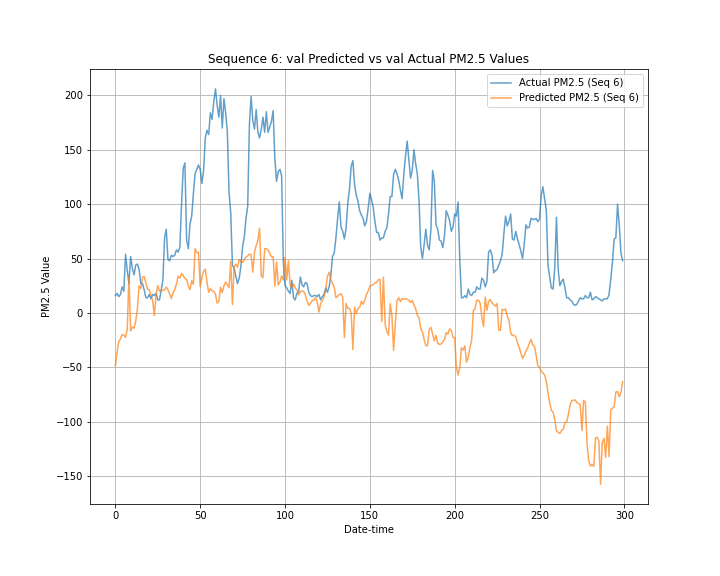 Sequence 6: val Predicted vs val Actual PM2.5 Values
Actual PM2.5 (Seq 6)
Predicted PM2.5 (Seq 6)
PM2.5 Value
200
150
100
50
0
−50
−100
−150
0 50 100 150 200 250 300
Date-time